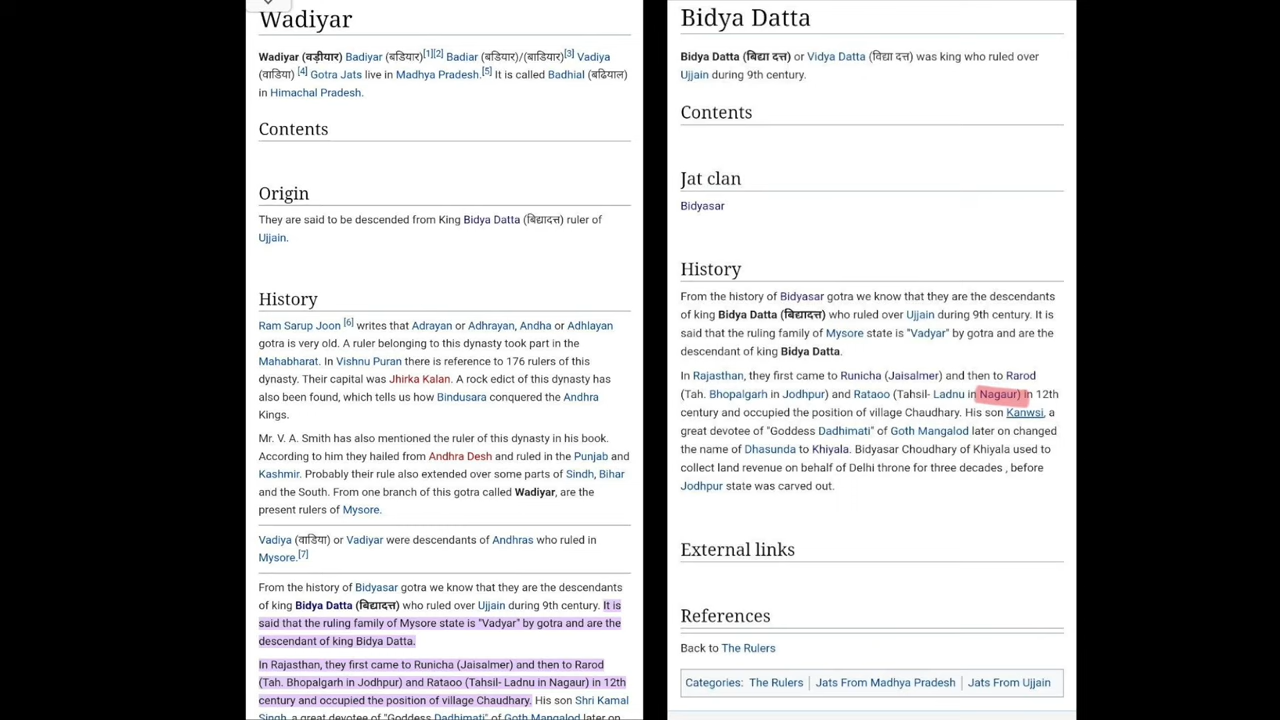 Wadiyar
Wadiyar (वड़ीयार) Badiyar (बडियार)[1][2] Badiar (बडियार)/(बाडियार)[3] Vadiya
(वाडिया) [4] Gotra Jats live in Madhya Pradesh.[5] It is called Badhial (बढियाल)
in Himachal Pradesh.
Contents
Origin
They are said to be descended from King Bidya Datta (बिद्यादत्त) ruler of
Ujjain.
History
Ram Sarup Joon [6] writes that Adrayan or Adhrayan, Andha or Adhlayan
gotra is very old. A ruler belonging to this dynasty took part in the
Mahabharat. In Vishnu Puran there is reference to 176 rulers of this
dynasty. Their capital was Jhirka Kalan. A rock edict of this dynasty has
also been found, which tells us how Bindusara conquered the Andhra
Kings.
Mr. V. A. Smith has also mentioned the ruler of this dynasty in his book.
According to him they hailed from Andhra Desh and ruled in the Punjab and
Kashmir. Probably their rule also extended over some parts of Sindh, Bihar
and the South. From one branch of this gotra called Wadiyar, are the
present rulers of Mysore.
Vadiya (वाडिया) or Vadiyar were descendants of Andhras who ruled in
Mysore.[7]
From the history of Bidyasar gotra we know that they are the descendants
of king Bidya Datta (बिद्यादत्त) who ruled over Ujjain during 9th century. It is
said that the ruling family of Mysore state is "Vadyar" by gotra and are the
descendant of king Bidya Datta.
In Rajasthan, they first came to Runicha (Jaisalmer) and then to Rarod
(Tah. Bhopalgarh in Jodhpur) and Rataoo (Tahsil- Ladnu in Nagaur) in 12th
century and occupied the position of village Chaudhary. His son Shri Kamal
Singh, a great devotee of "Goddess Dadhimati" of Goth Mangalod later on
Bidya Datta
Bidya Datta (बिद्या दत्त) or Vidya Datta (विद्या दत्त) was king who ruled over
Ujjain during 9th century.
Contents
Jat clan
Bidyasar
History
From the history of Bidyasar gotra we know that they are the descendants
of king Bidya Datta (बिद्यादत्त) who ruled over Ujjain during 9th century. It is
said that the ruling family of Mysore state is "Vadyar" by gotra and are the
descendant of king Bidya Datta.
In Rajasthan, they first came to Runicha (Jaisalmer) and then to Rarod
(Tah. Bhopalgarh in Jodhpur) and Rataoo (Tahsil- Ladnu in Nagaur) in 12th
century and occupied the position of village Chaudhary. His son Kanwsi, a
great devotee of "Goddess Dadhimati" of Goth Mangalod later on changed
the name of Dhasunda to Khiyala. Bidyasar Choudhary of Khiyala used to
collect land revenue on behalf of Delhi throne for three decades , before
Jodhpur state was carved out.
External links
References
Back to The Rulers
Categories: The Rulers | Jats From Madhya Pradesh | Jats From Ujjain